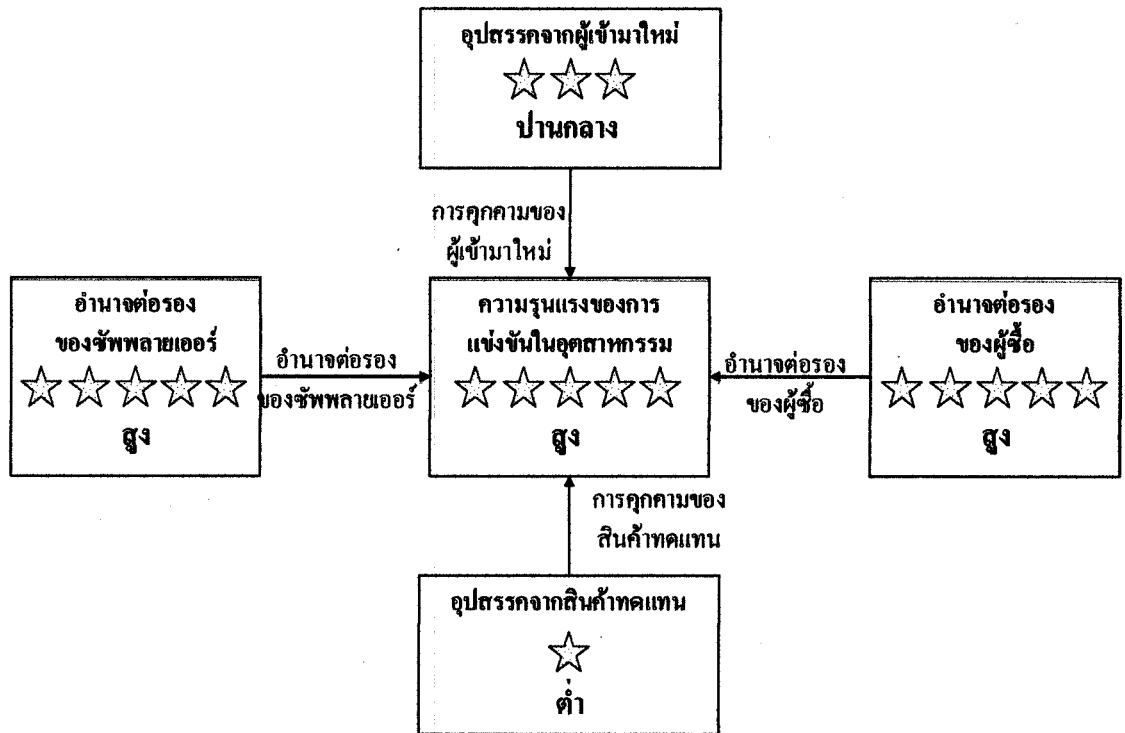 อุปสรรคจากผู้เข้ามาใหม่
ปานกลาง
การคุกคามของ
ผู้เข้ามาใหม่
อำนาจต่อรอง
ของซัพพลายเออร์
สูง
อำนาจต่อรอง
ของซัพพลายเออร์
ความรุนแรงของการ
แข่งขันในอุตสาหกรรม
สูง
อำนาจต่อรอง
ของผู้ซื้อ
อำนาจต่อรอง
ของผู้ซื้อ
สูง
การคุกคามของ
สินค้าทดแทน
อุปสรรคจากสินค้าทดแทน
ต่ำ